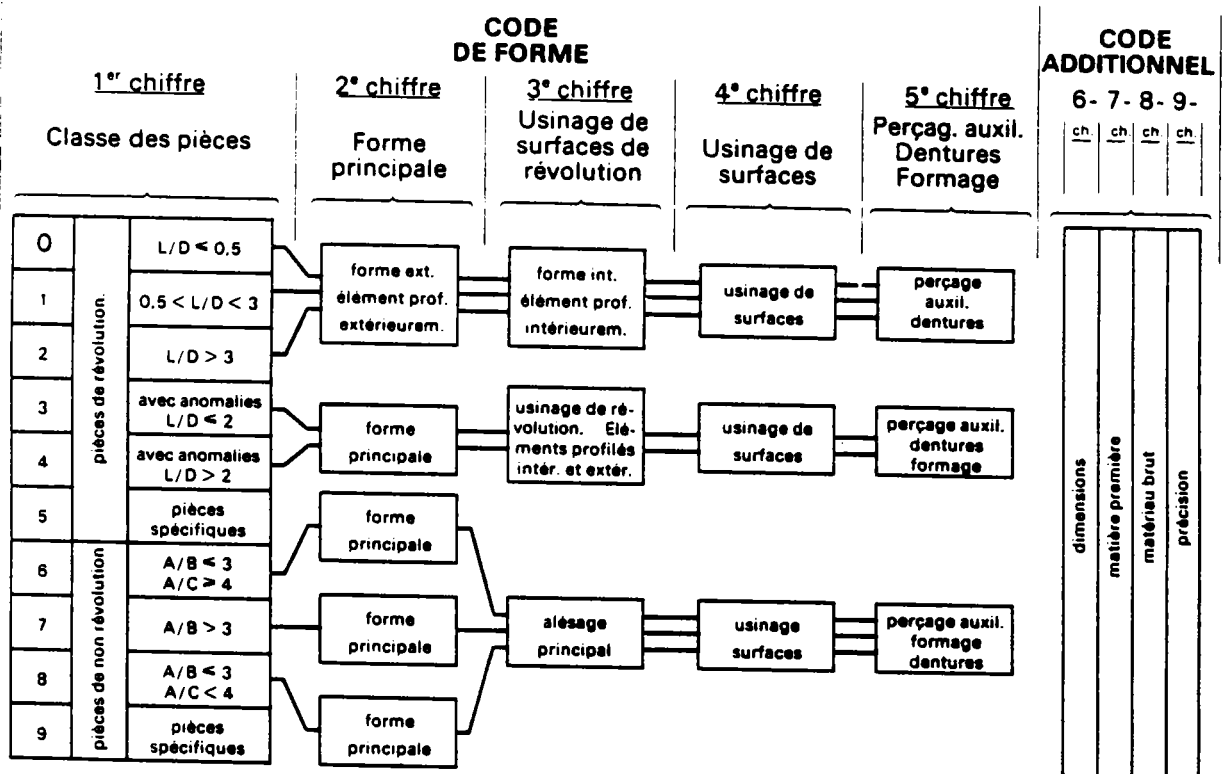 CODE
DE FORME
CODE
ADDITIONNEL
1er chiffre
2e chiffre
3e chiffre
4e chiffre
5e chiffre
6- 7- 8- 9-
ch. ch. ch. ch.
Classe des pièces
Forme
principale
Usinage de
surfaces de
révolution
Usinage de
surfaces
Perçag. auxil.
Dentures
Formage
pièces de révolution.
0
L/D ≤ 0,5
1
0,5 < L/D < 3
2
L/D > 3
3
avec anomalies
L/D ≤ 2
4
avec anomalies
L/D > 2
5
pièces
spécifiques
pièces de non révolution
6
A/B ≤ 3
A/C ≥ 4
7
A/B > 3
8
A/B ≤ 3
A/C < 4
9
pièces
spécifiques
forme ext.
élément prof.
extérieurem.
forme int.
élément prof.
intérieurem.
usinage de
surfaces
perçage
auxil.
dentures
forme
principale
usinage de ré-
volution. Elé-
ments profilés
intér. et extér.
usinage de
surfaces
perçage auxil.
dentures
formage
forme
principale
forme
principale
forme
principale
alésage
principal
usinage
surfaces
perçage auxil.
formage
dentures
dimensions
matière première
matériau brut
précision